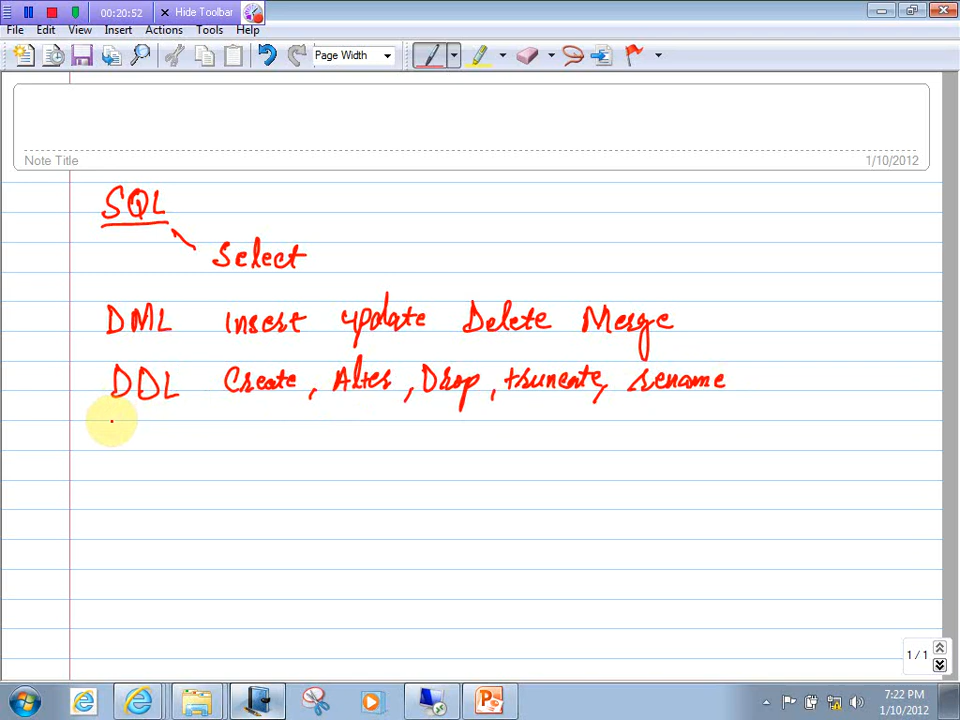 00:20:52 Hide Toolbar
File Edit View Insert Actions Tools Help
Page Width
Note Title 1/10/2012
SQL
Select
DML Insert update Delete Merge
DDL Create, Alter, Drop, truncate, rename
1 / 1
7:22 PM
1/10/2012